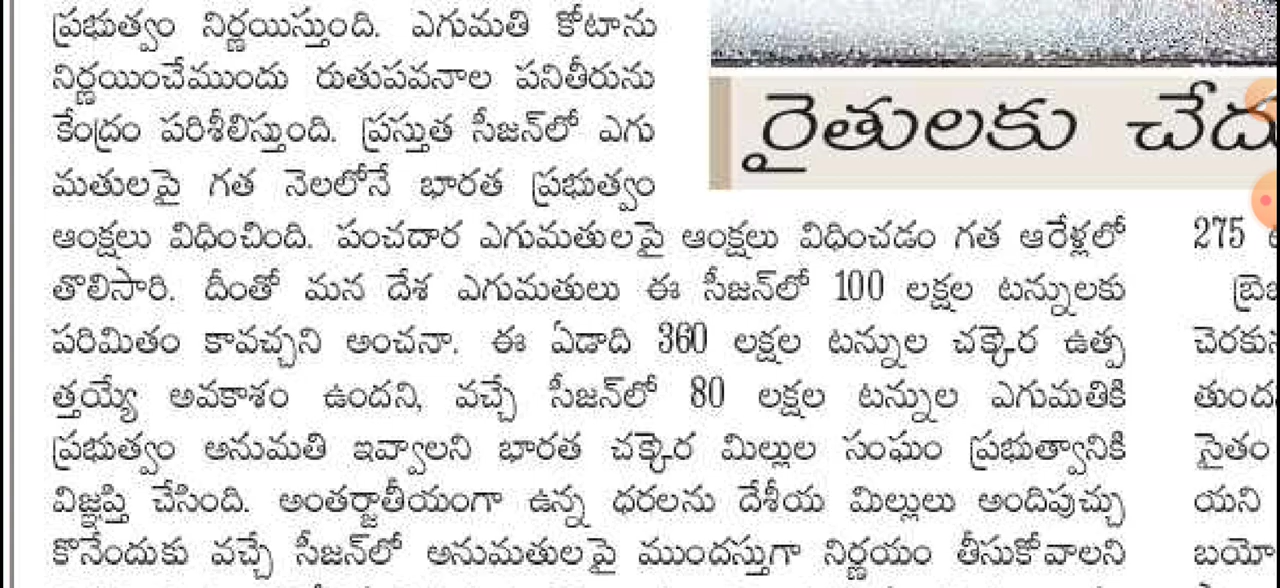 ప్రభుత్వం నిర్ణయిస్తుంది. ఎగుమతి కోటాను
నిర్ణయించేముందు రుతుపవనాల పనితీరును
కేంద్రం పరిశీలిస్తుంది. ప్రస్తుత సీజన్‌లో ఎగు
మతులపై గత నెలలోనే భారత ప్రభుత్వం
ఆంక్షలు విధించింది. పంచదార ఎగుమతులపై ఆంక్షలు విధించడం గత ఆరేళ్లలో
తొలిసారి. దీంతో మన దేశ ఎగుమతులు ఈ సీజన్‌లో 100 లక్షల టన్నులకు
పరిమితం కావచ్చని అంచనా. ఈ ఏడాది 360 లక్షల టన్నుల చక్కెర ఉత్ప
త్తయ్యే అవకాశం ఉందని, వచ్చే సీజన్‌లో 80 లక్షల టన్నుల ఎగుమతికి
ప్రభుత్వం అనుమతి ఇవ్వాలని భారత చక్కెర మిల్లుల సంఘం ప్రభుత్వానికి
విజ్ఞప్తి చేసింది. అంతర్జాతీయంగా ఉన్న ధరలను దేశీయ మిల్లులు అందిపుచ్చు
కొనేందుకు వచ్చే సీజన్‌లో అనుమతులపై ముందస్తుగా నిర్ణయం తీసుకోవాలని
రైతులకు
275
సైతం
యని